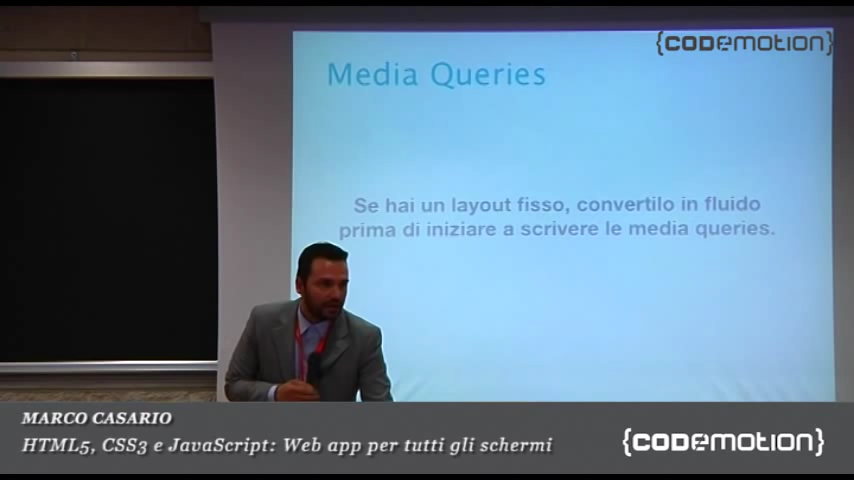 {CODEMOTION}
Media Queries
Se hai un layout fisso, convertilo in fluido
prima di iniziare a scrivere le media queries.
MARCO CASARIO
HTML5, CSS3 e JavaScript: Web app per tutti gli schermi
{CODEMOTION}